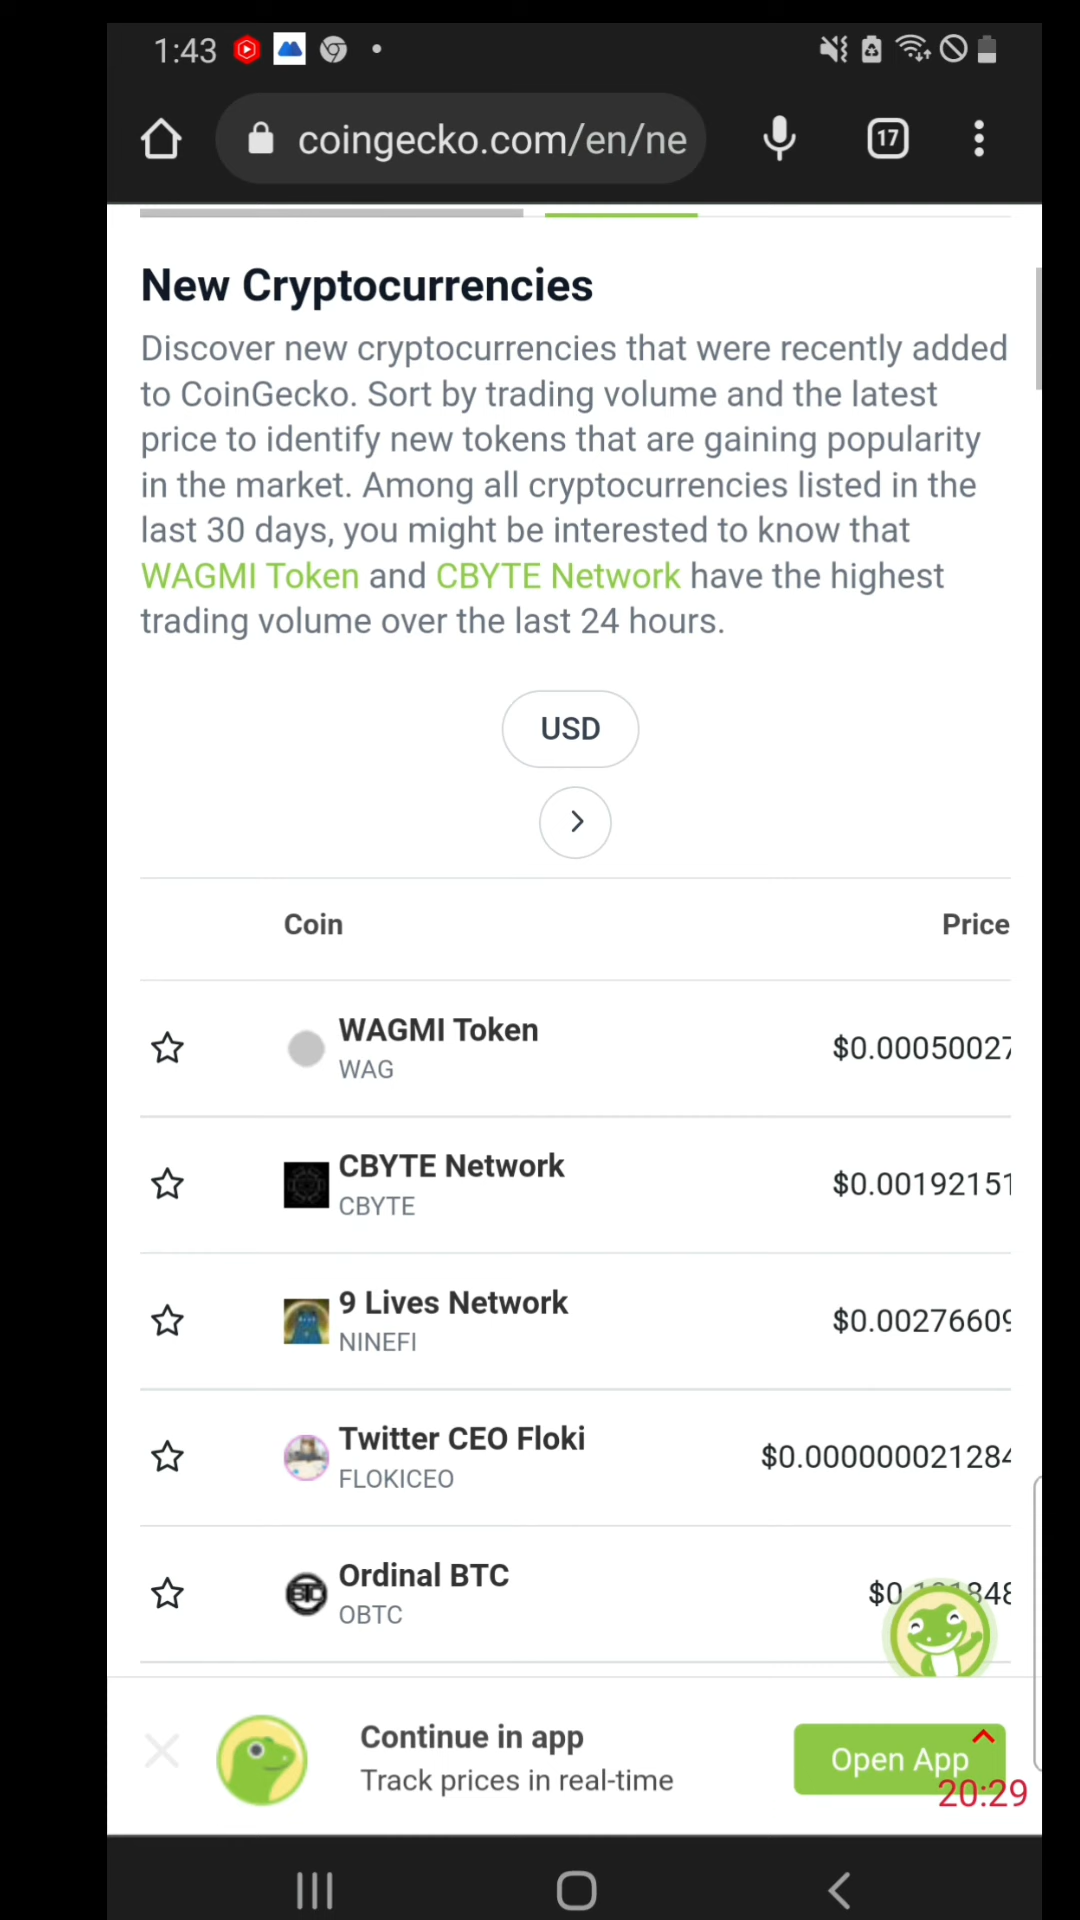 1:43
17
coingecko.com/en/ne
New Cryptocurrencies
Discover new cryptocurrencies that were recently added
to CoinGecko. Sort by trading volume and the latest
price to identify new tokens that are gaining popularity
in the market. Among all cryptocurrencies listed in the
last 30 days, you might be interested to know that
WAGMI Token and CBYTE Network have the highest
trading volume over the last 24 hours.
USD
Coin Price
WAGMI Token
WAG
$0.00050027
CBYTE Network
CBYTE
$0.00192151
9 Lives Network
NINEFI
$0.00276609
Twitter CEO Floki
FLOKICEO
$0.000000021284
Ordinal BTC
OBTC
Continue in app
Track prices in real-time
Open App
20:29